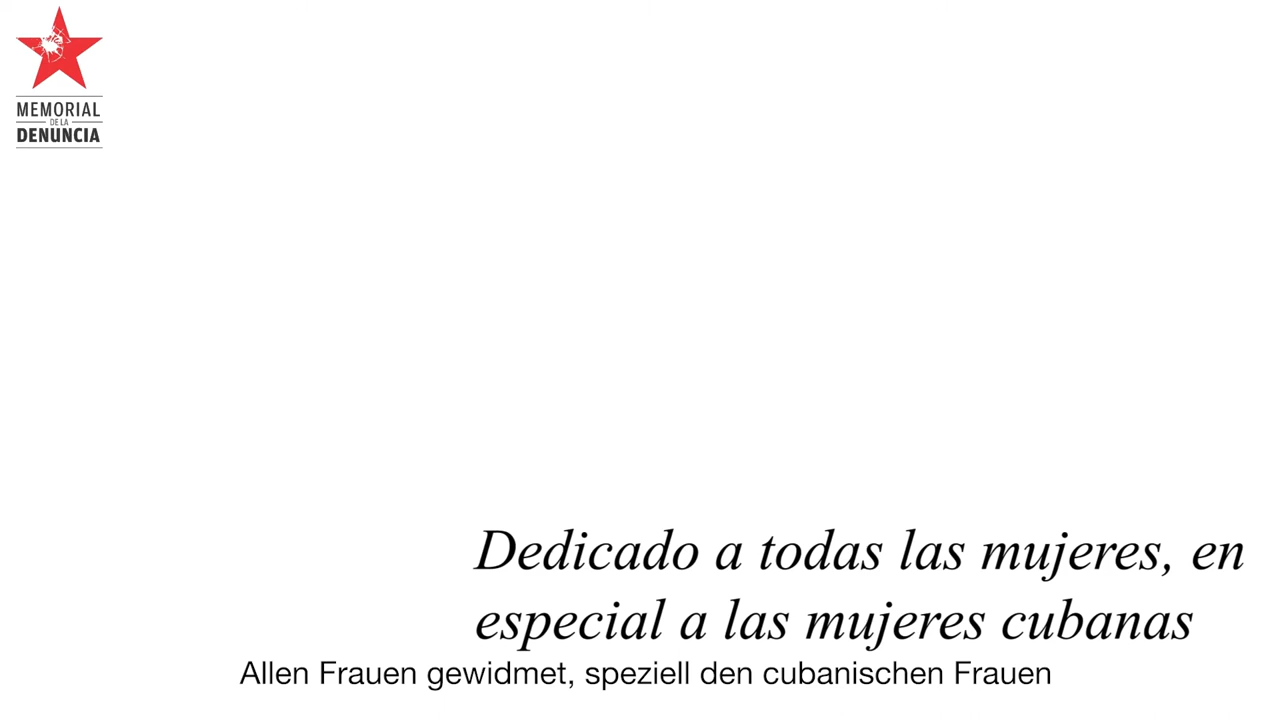 MEMORIAL
DE LA
DENUNCIA
Dedicado a todas las mujeres, en
especial a las mujeres cubanas
Allen Frauen gewidmet, speziell den cubanischen Frauen